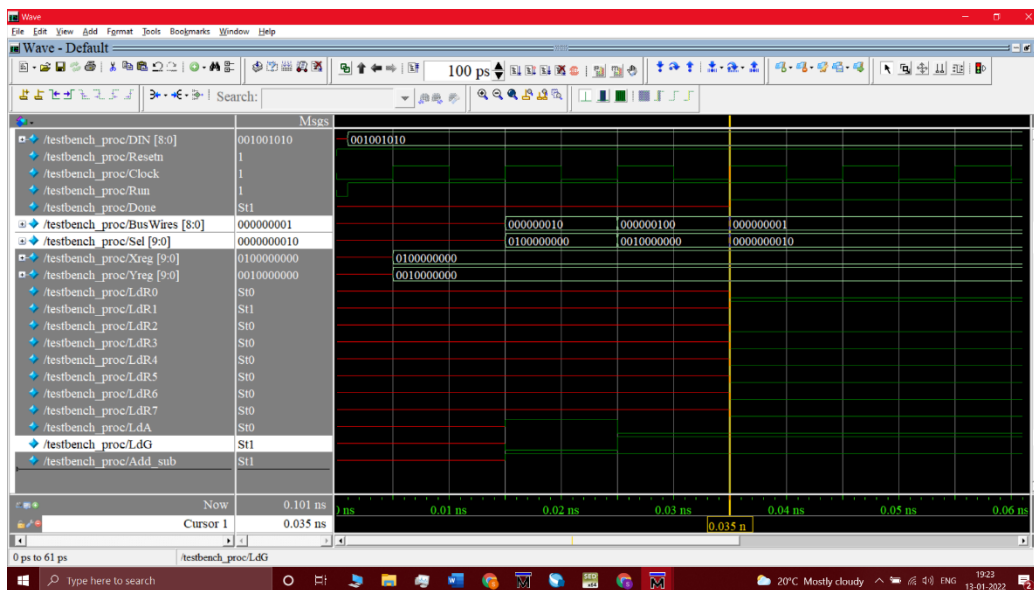 Wave
File Edit View Add Format Tools Bookmarks Window Help
Wave - Default
100 ps
Search:
Msgs
/testbench_proc/DIN [8:0] 001001010 001001010
/testbench_proc/Resetn 1
/testbench_proc/Clock 1
/testbench_proc/Run 1
/testbench_proc/Done St1
/testbench_proc/BusWires [8:0] 000000001 000000010 000000100 000000001
/testbench_proc/Sel [9:0] 0000000010 0100000000 0010000000 0000000010
/testbench_proc/Xreg [9:0] 0100000000 0100000000
/testbench_proc/Yreg [9:0] 0010000000 0010000000
/testbench_proc/LdR0 St0
/testbench_proc/LdR1 St1
/testbench_proc/LdR2 St0
/testbench_proc/LdR3 St0
/testbench_proc/LdR4 St0
/testbench_proc/LdR5 St0
/testbench_proc/LdR6 St0
/testbench_proc/LdR7 St0
/testbench_proc/LdA St0
/testbench_proc/LdG St1
/testbench_proc/Add_sub St1
Now 0.101 ns ns 0.01 ns 0.02 ns 0.03 ns 0.04 ns 0.05 ns 0.06 ns
Cursor 1 0.035 ns 0.035 n
0 ps to 61 ps /testbench_proc/LdG
Type here to search 20°C Mostly cloudy ENG 19:23
13-01-2022